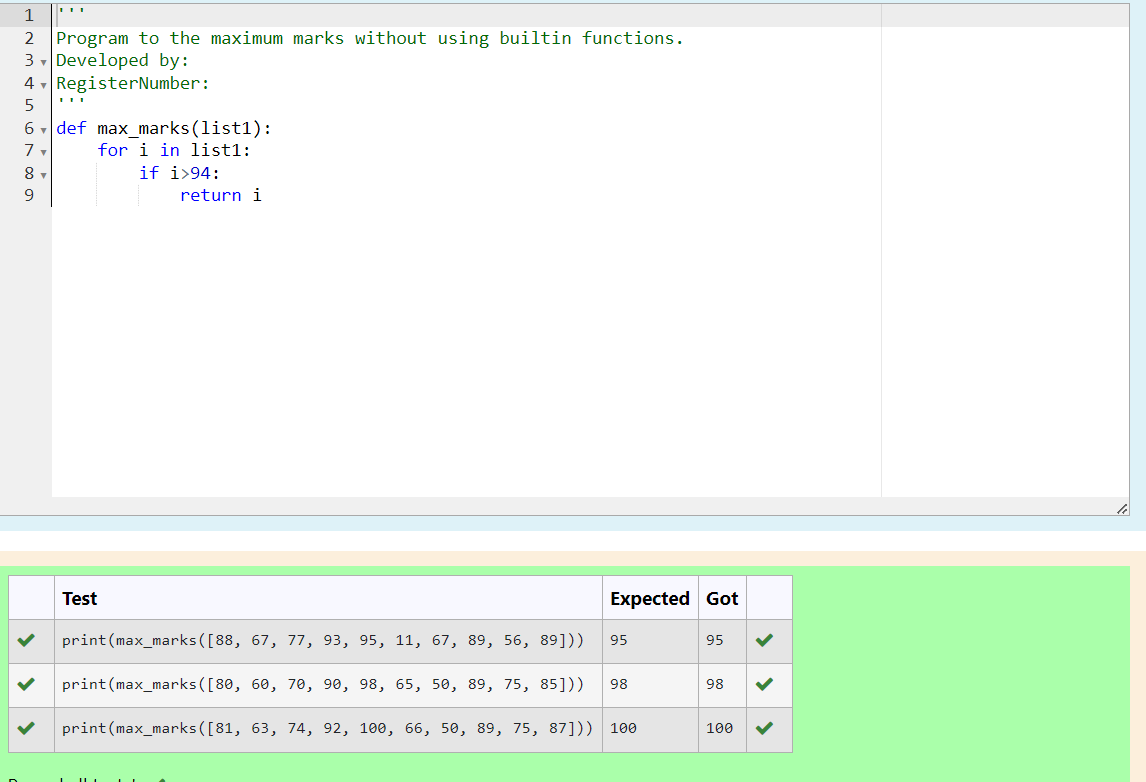 1 '''
2 Program to the maximum marks without using builtin functions.
3 Developed by:
4 RegisterNumber:
5 '''
6 def max_marks(list1):
7     for i in list1:
8         if i>94:
9             return i
Test Expected Got
print(max_marks([88, 67, 77, 93, 95, 11, 67, 89, 56, 89])) 95 95
print(max_marks([80, 60, 70, 90, 98, 65, 50, 89, 75, 85])) 98 98
print(max_marks([81, 63, 74, 92, 100, 66, 50, 89, 75, 87])) 100 100